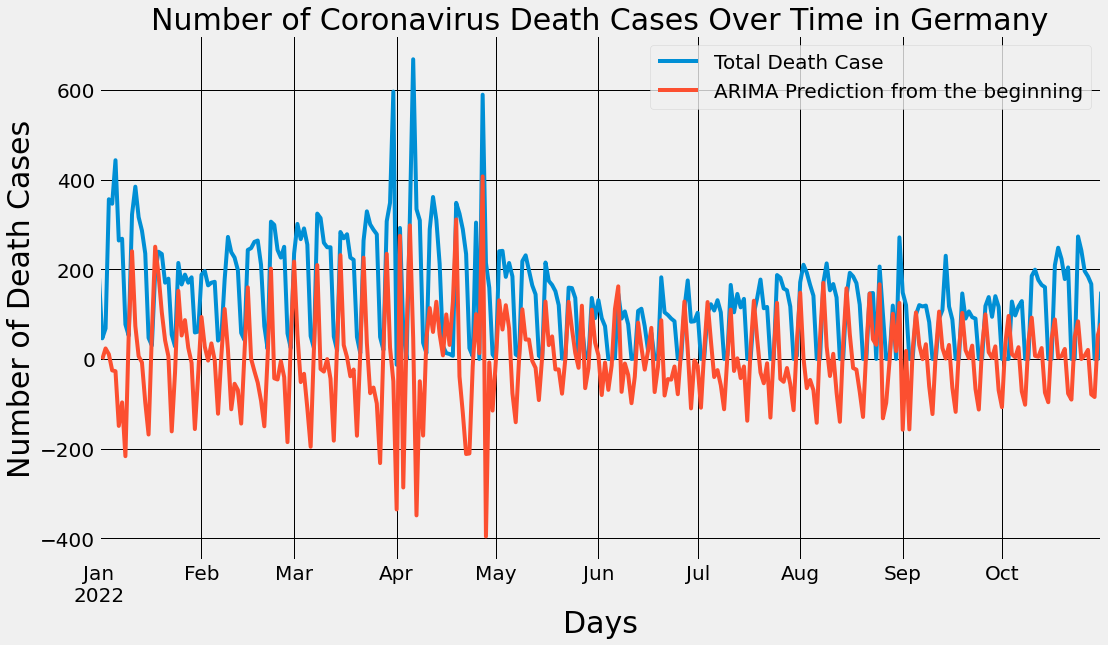 Number of Coronavirus Death Cases Over Time in Germany
Total Death Case
ARIMA Prediction from the beginning
Number of Death Cases
600
400
200
0
−200
−400
Jan Feb Mar Apr May Jun Jul Aug Sep Oct
2022
Days